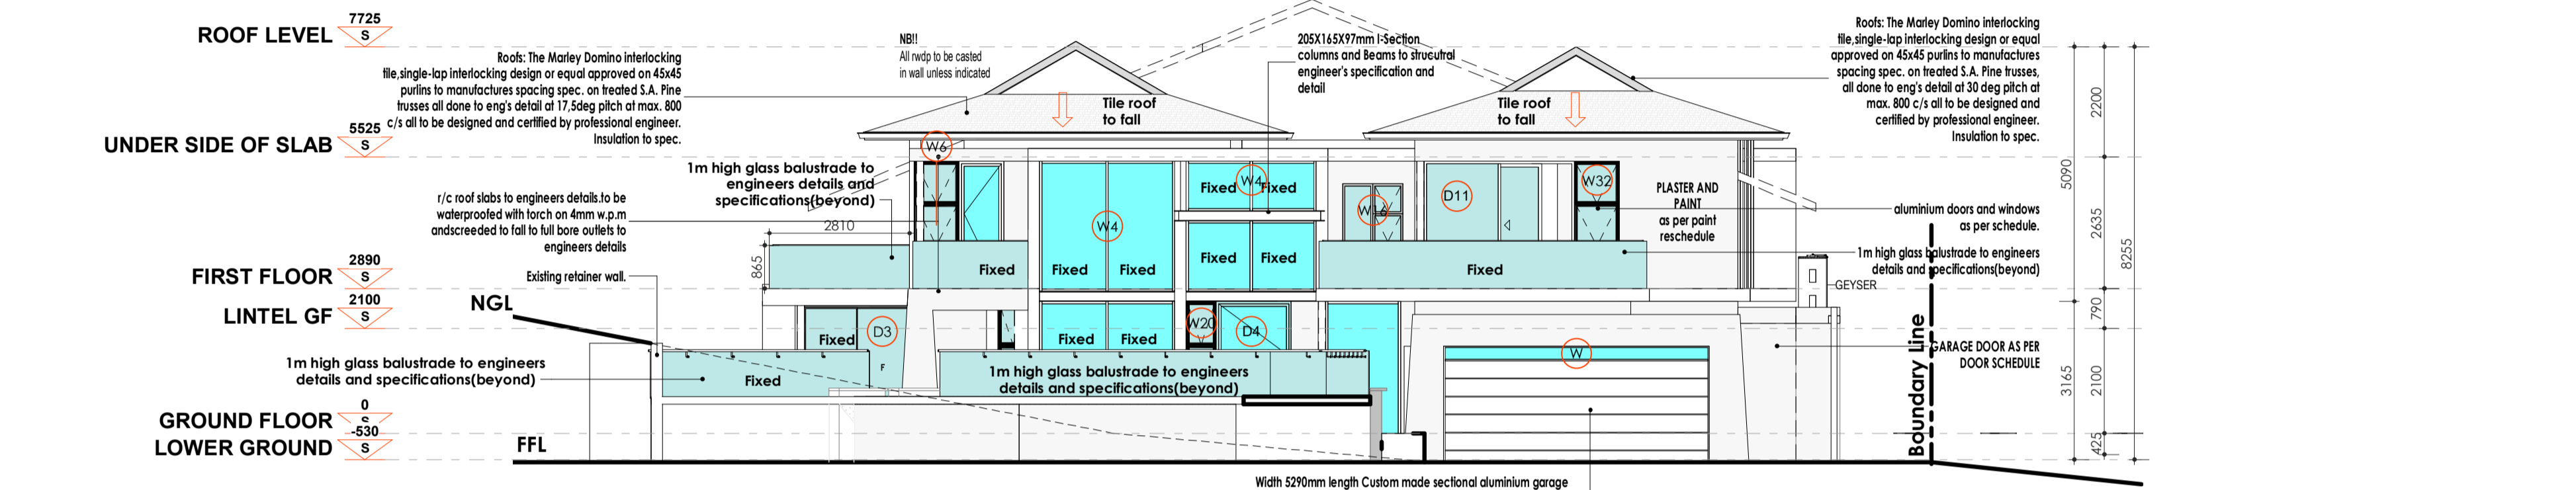 7725
S
ROOF LEVEL
5525
S
UNDER SIDE OF SLAB
2890
S
FIRST FLOOR
2100
S
LINTEL GF
0
S
GROUND FLOOR
-530
S
LOWER GROUND
NGL
FFL
Roofs: The Marley Domino interlocking
tile,single-lap interlocking design or equal approved on 45x45
purlins to manufactures spacing spec. on treated S.A. Pine
trusses all done to eng's detail at 17,5deg pitch at max. 800
c/s all to be designed and certified by professional engineer.
Insulation to spec.
1m high glass balustrade to
engineers details and
specifications(beyond)
r/c roof slabs to engineers details.to be
waterproofed with torch on 4mm w.p.m
andscreeded to fall to full bore outlets to
engineers details
Existing retainer wall.
1m high glass balustrade to engineers
details and specifications(beyond)
NB!!
All rwdp to be casted
in wall unless indicated
205X165X97mm I-Section
columns and Beams to strucutral
engineer's specification and
detail
Tile roof
to fall
Tile roof
to fall
2810
865
W6
W4
W4
W16
D11
W32
Fixed
Fixed
Fixed
Fixed
Fixed
Fixed
Fixed
Fixed
Fixed
PLASTER AND
PAINT
as per paint
reschedule
Fixed
D3
Fixed
Fixed
W20
D4
W
F
Fixed
1m high glass balustrade to engineers
details and specifications(beyond)
Width 5290mm length Custom made sectional aluminium garage
Roofs: The Marley Domino interlocking
tile,single-lap interlocking design or equal
approved on 45x45 purlins to manufactures
spacing spec. on treated S.A. Pine trusses,
all done to eng's detail at 30 deg pitch at
max. 800 c/s all to be designed and
certified by professional engineer.
Insulation to spec.
aluminium doors and windows
as per schedule.
1m high glass balustrade to engineers
details and specifications(beyond)
GEYSER
GARAGE DOOR AS PER
DOOR SCHEDULE
Boundary Line
5090
3165
2200
2635
790
2100
425
8255